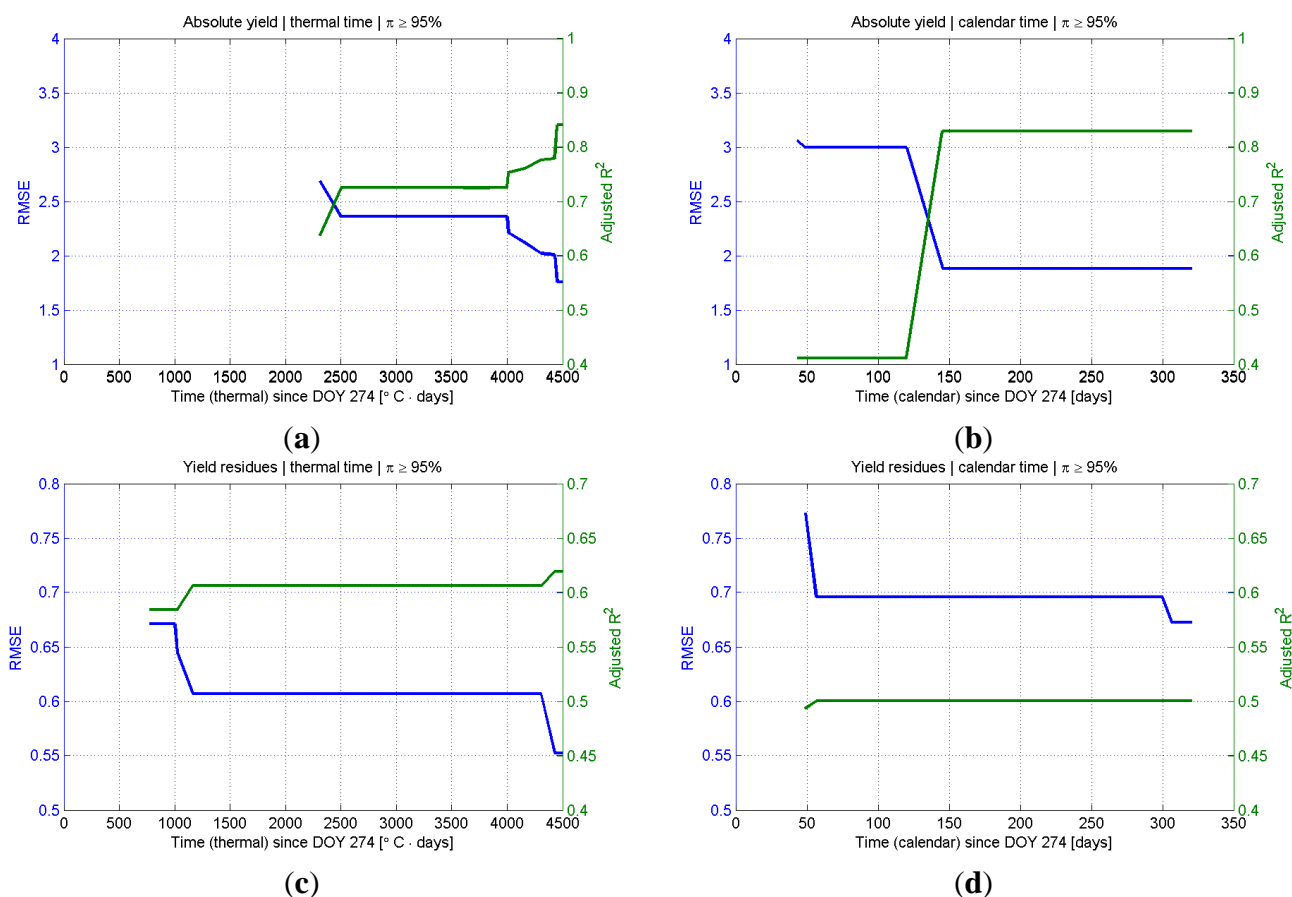 Absolute yield | thermal time | π ≥ 95%
4
3.5
3
2.5
2
1.5
1
RMSE
1
0.9
0.8
0.7
0.6
0.5
0.4
Adjusted R²
0 500 1000 1500 2000 2500 3000 3500 4000 4500
Time (thermal) since DOY 274 [° C · days]
(a)
Absolute yield | calendar time | π ≥ 95%
4
3.5
3
2.5
2
1.5
1
RMSE
1
0.9
0.8
0.7
0.6
0.5
0.4
Adjusted R²
0 50 100 150 200 250 300 350
Time (calendar) since DOY 274 [days]
(b)
Yield residues | thermal time | π ≥ 95%
0.8
0.75
0.7
0.65
0.6
0.55
0.5
RMSE
0.7
0.65
0.6
0.55
0.5
0.45
0.4
Adjusted R²
0 500 1000 1500 2000 2500 3000 3500 4000 4500
Time (thermal) since DOY 274 [° C · days]
(c)
Yield residues | calendar time | π ≥ 95%
0.8
0.75
0.7
0.65
0.6
0.55
0.5
RMSE
0.7
0.65
0.6
0.55
0.5
0.45
0.4
Adjusted R²
0 50 100 150 200 250 300 350
Time (calendar) since DOY 274 [days]
(d)